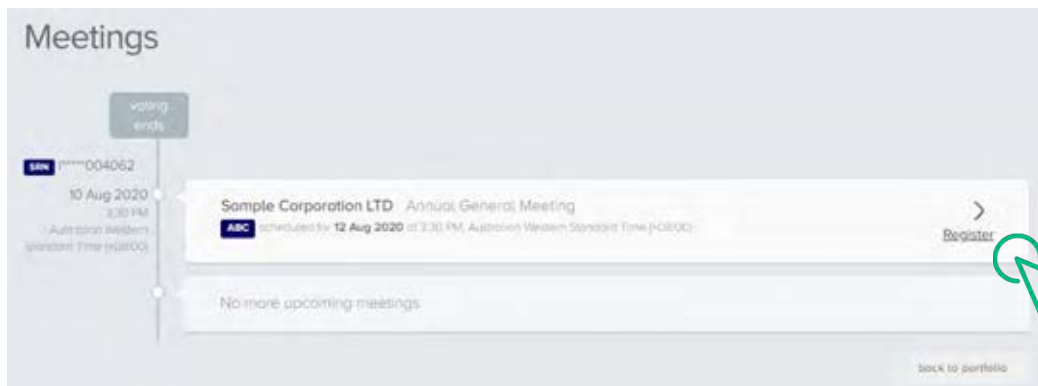 Meetings
voting
ends
SRN I*****004062
10 Aug 2020
3:30 PM
Australian Western
Standard Time (+08:00)
Sample Corporation LTD Annual General Meeting
ABC scheduled for 12 Aug 2020 at 3:30 PM, Australian Western Standard Time (+08:00)
Register
No more upcoming meetings
back to portfolio